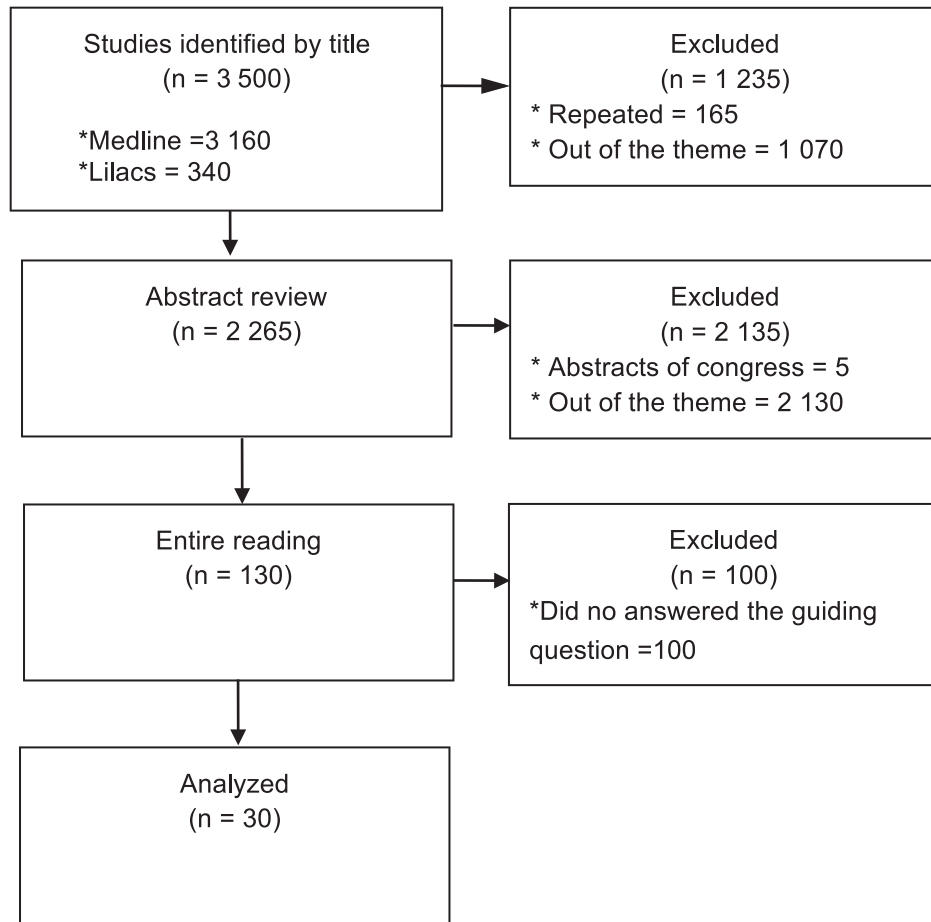 Studies identified by title
(n = 3 500)
*Medline =3 160
*Lilacs = 340
Excluded
(n = 1 235)
* Repeated = 165
* Out of the theme = 1 070
Abstract review
(n = 2 265)
Excluded
(n = 2 135)
* Abstracts of congress = 5
* Out of the theme = 2 130
Entire reading
(n = 130)
Excluded
(n = 100)
*Did no answered the guiding
question =100
Analyzed
(n = 30)